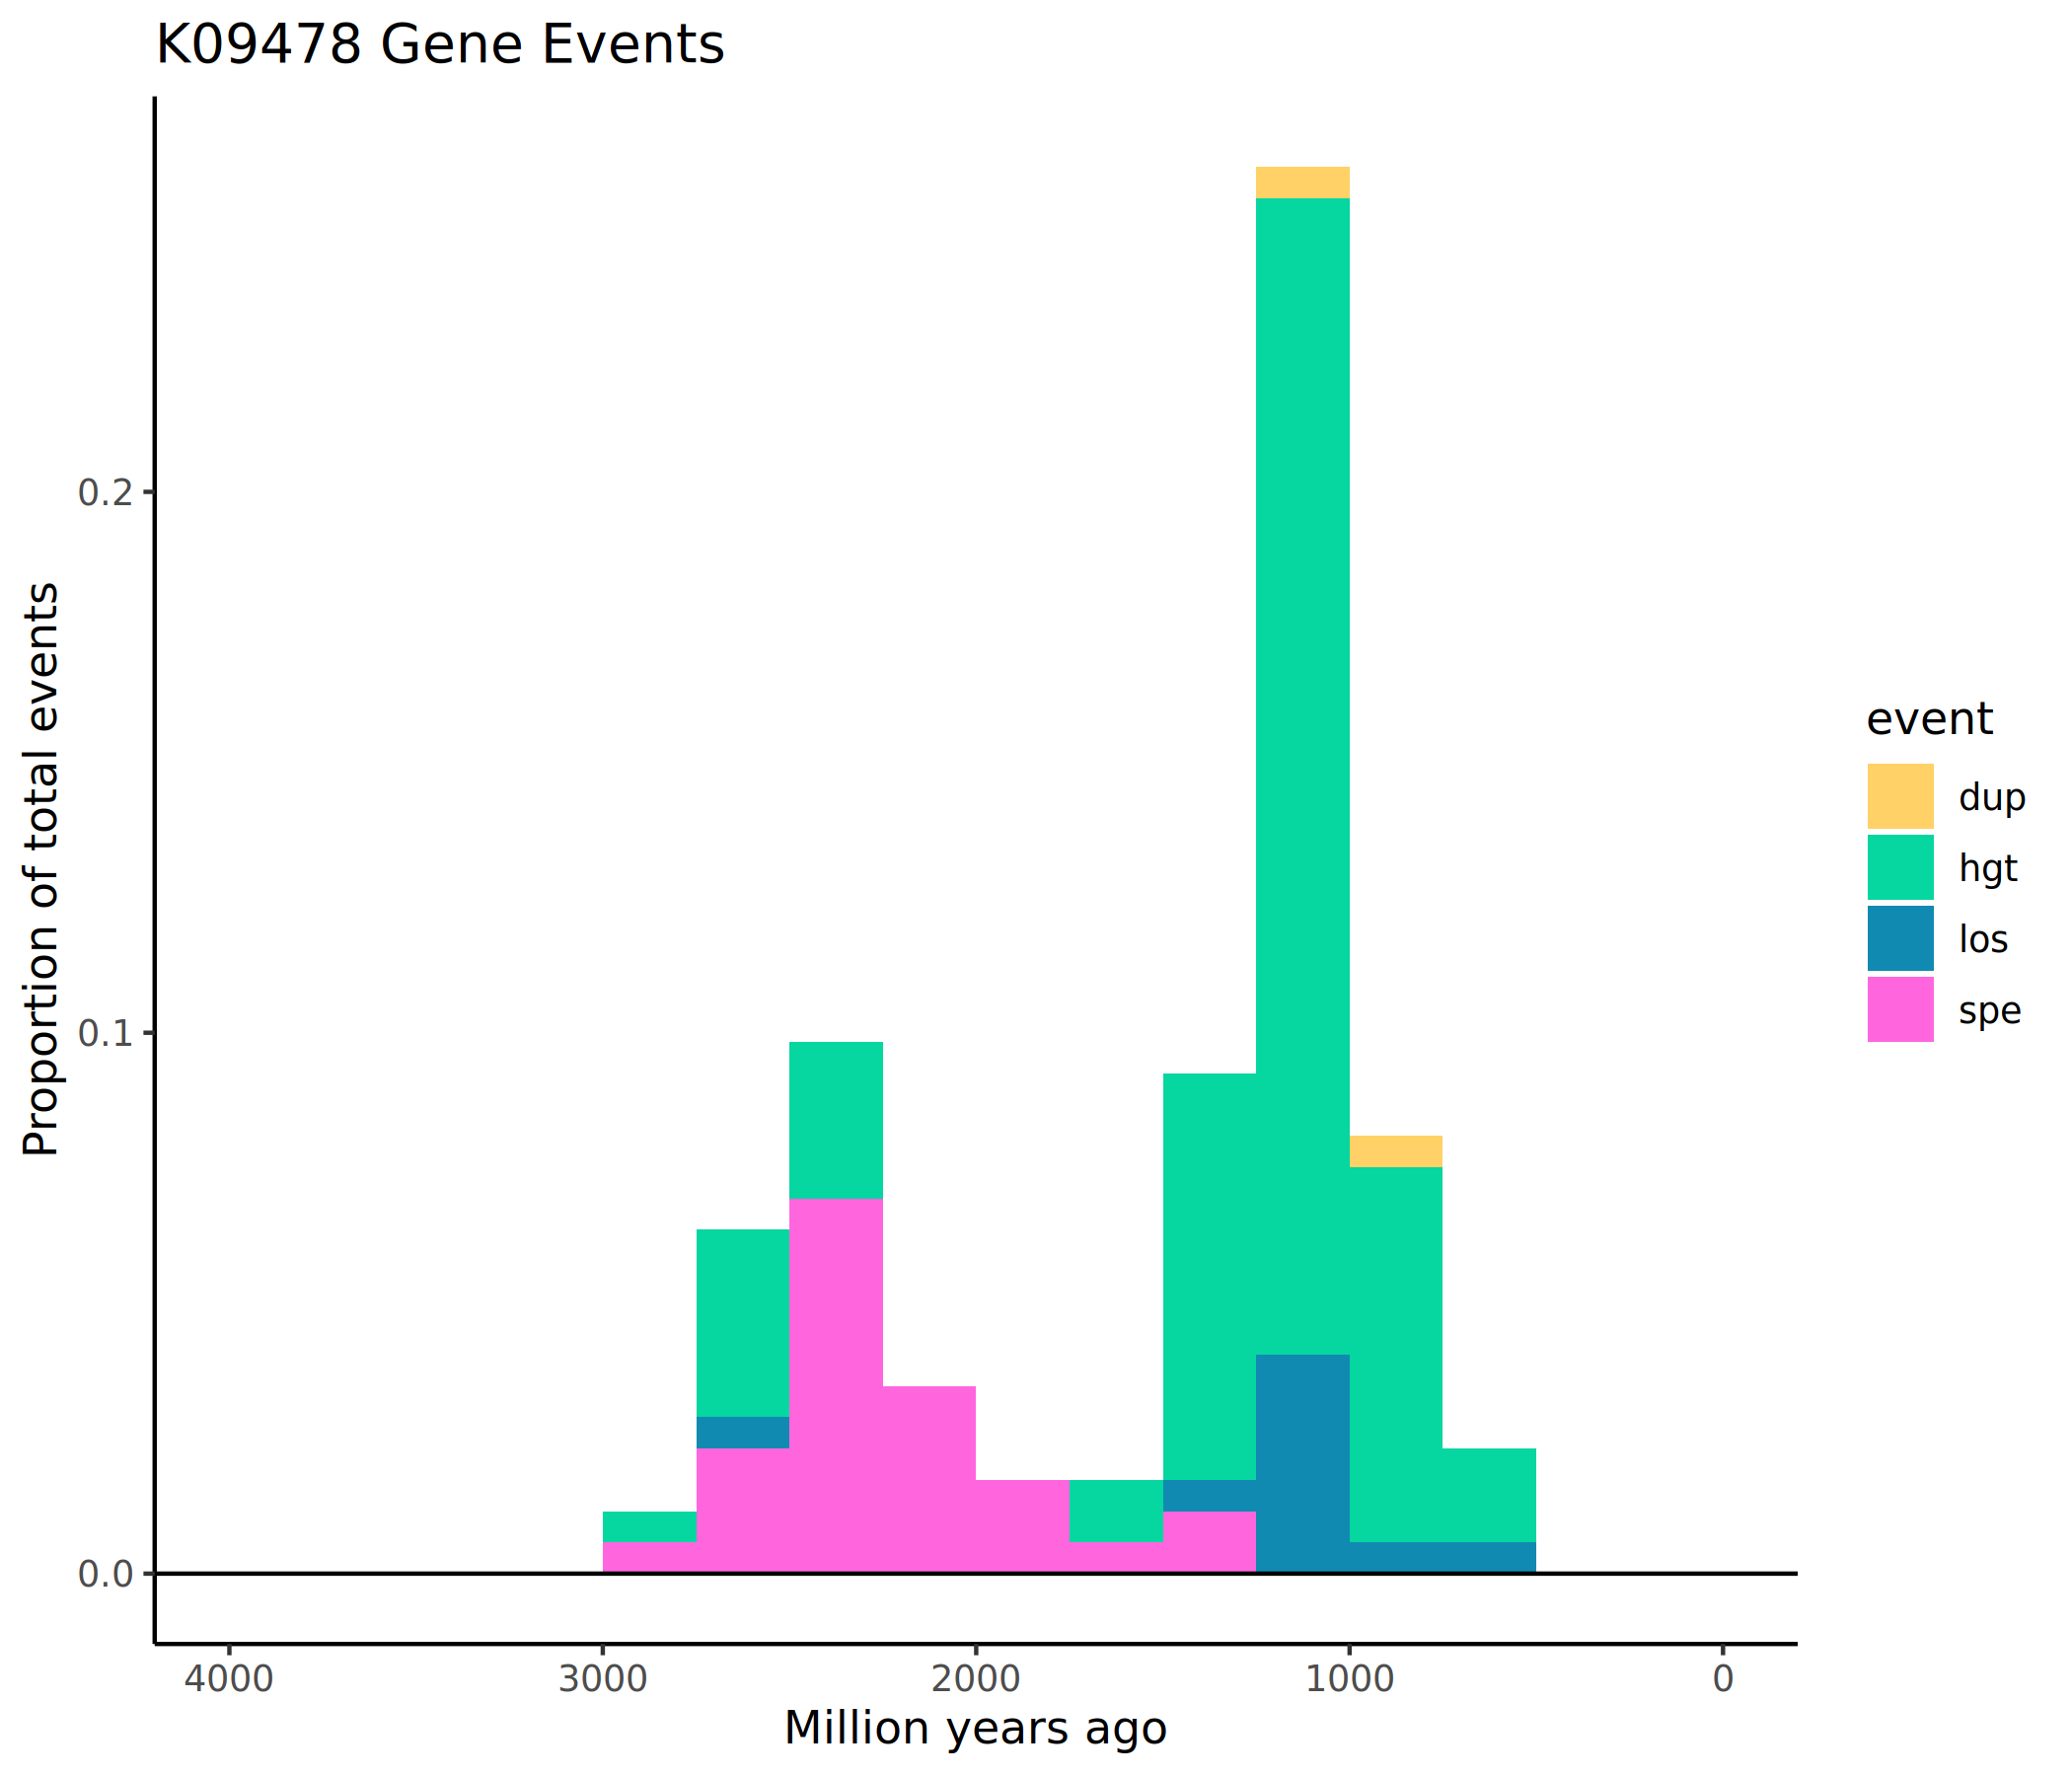 K09478 Gene Events
Proportion of total events
0.2
0.1
0.0
4000 3000 2000 1000 0
Million years ago
event
dup
hgt
los
spe